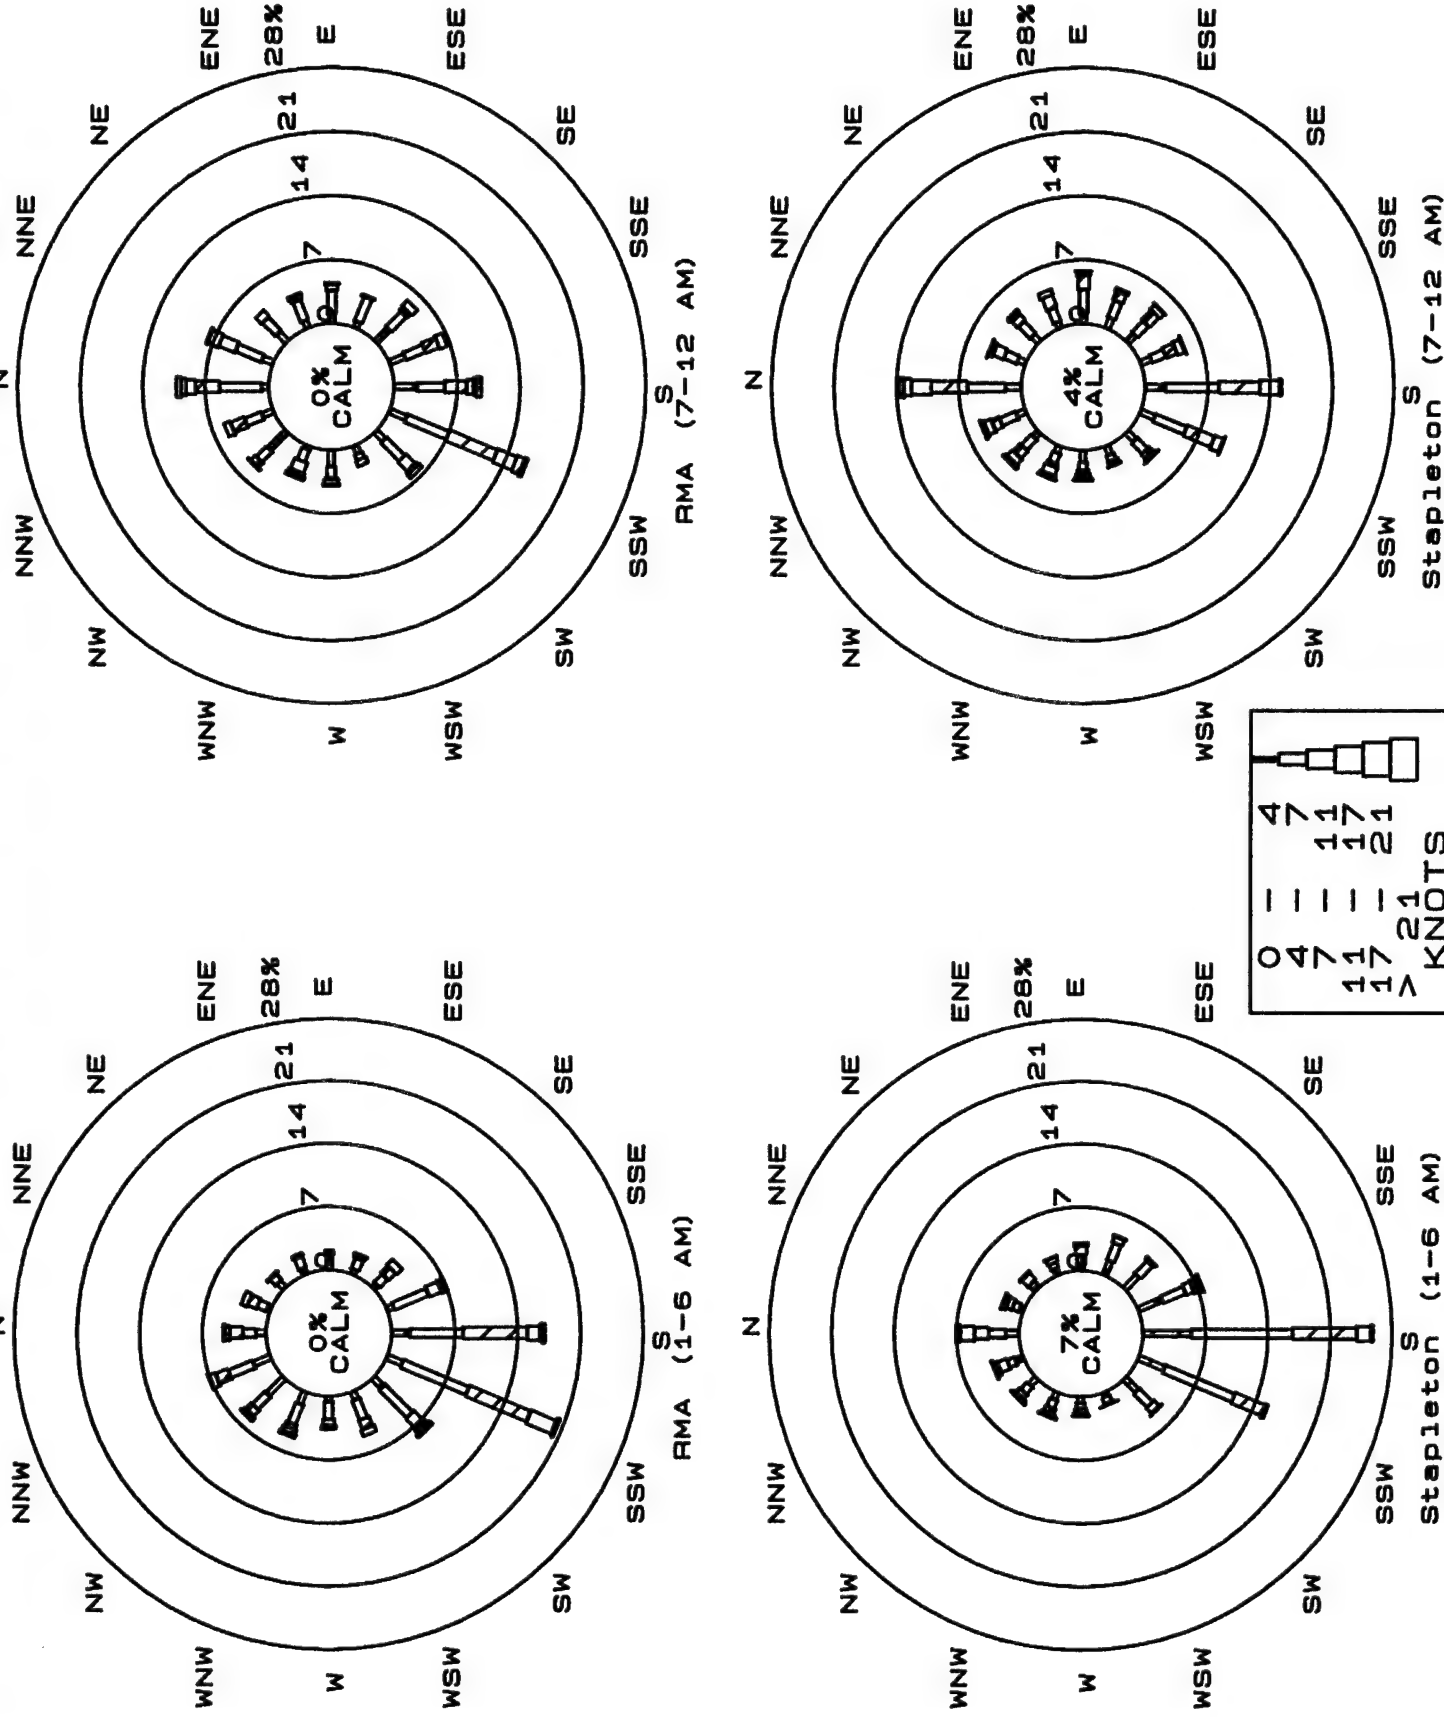 N
NNW
NNE
NW
NE
WNW
ENE
28%
21
14
7
0
W
0%
CALM
E
WSW
ESE
SW
SE
SSW
SSE
S
RMA (1-6 AM)
N
NNW
NNE
NW
NE
WNW
ENE
28%
21
14
7
0
W
0%
CALM
E
WSW
ESE
SW
SE
SSW
SSE
S
RMA (7-12 AM)
N
NNW
NNE
NW
NE
WNW
ENE
28%
21
14
7
0
W
7%
CALM
E
WSW
ESE
SW
SE
SSW
SSE
S
Stapleton (1-6 AM)
N
NNW
NNE
NW
NE
WNW
ENE
28%
21
14
7
0
W
4%
CALM
E
WSW
ESE
SW
SE
SSW
SSE
S
Stapleton (7-12 AM)
0 - 4
4 - 7
7 - 11
11 - 17
17 - 21
> 21
KNOTS